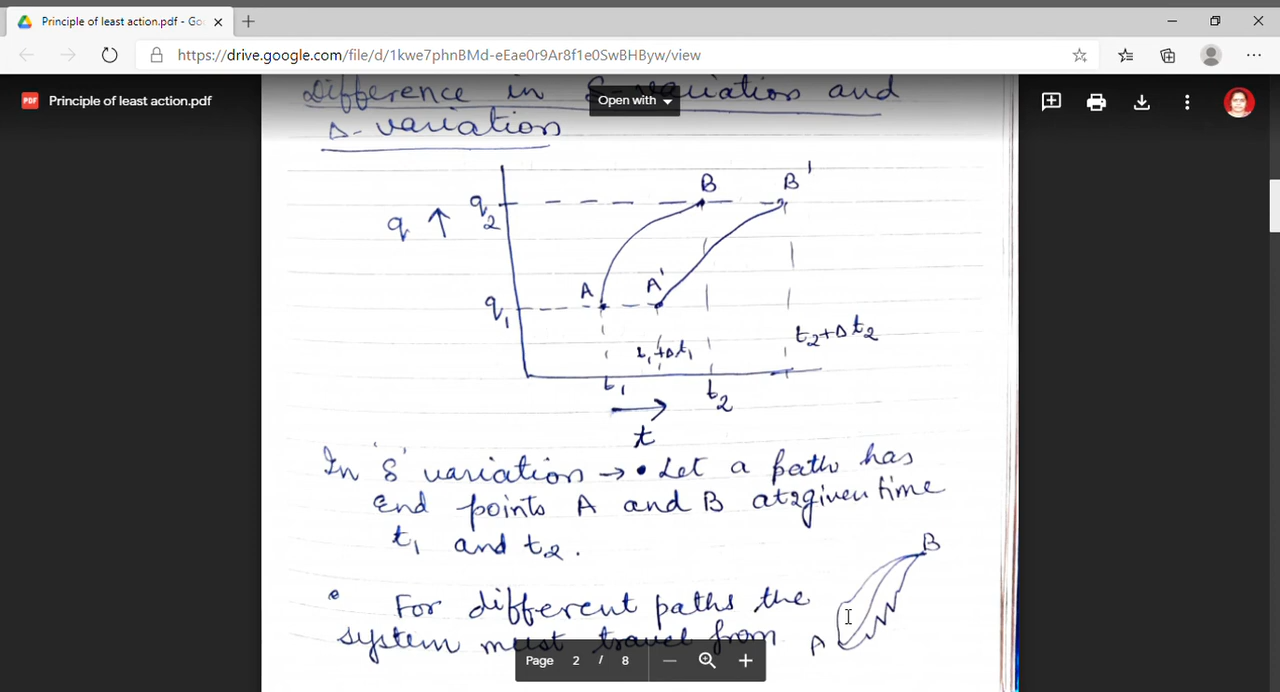 Principle of least action.pdf - Go
https://drive.google.com/file/d/1kwe7phnBMd-eEae0r9Ar8f1e0SwBHByw/view
PDF Principle of least action.pdf
Open with
Difference in δ-variation and
Δ-variation
B B'
q ↑ q2
A A'
q1
t1+Δt1 t2+Δt2
t1 t2
t
In 'δ' variation → • Let a path has
end points A and B at 2 given time
t1 and t2.
B
• For different paths the
system must travel from
A
Page 2 / 8